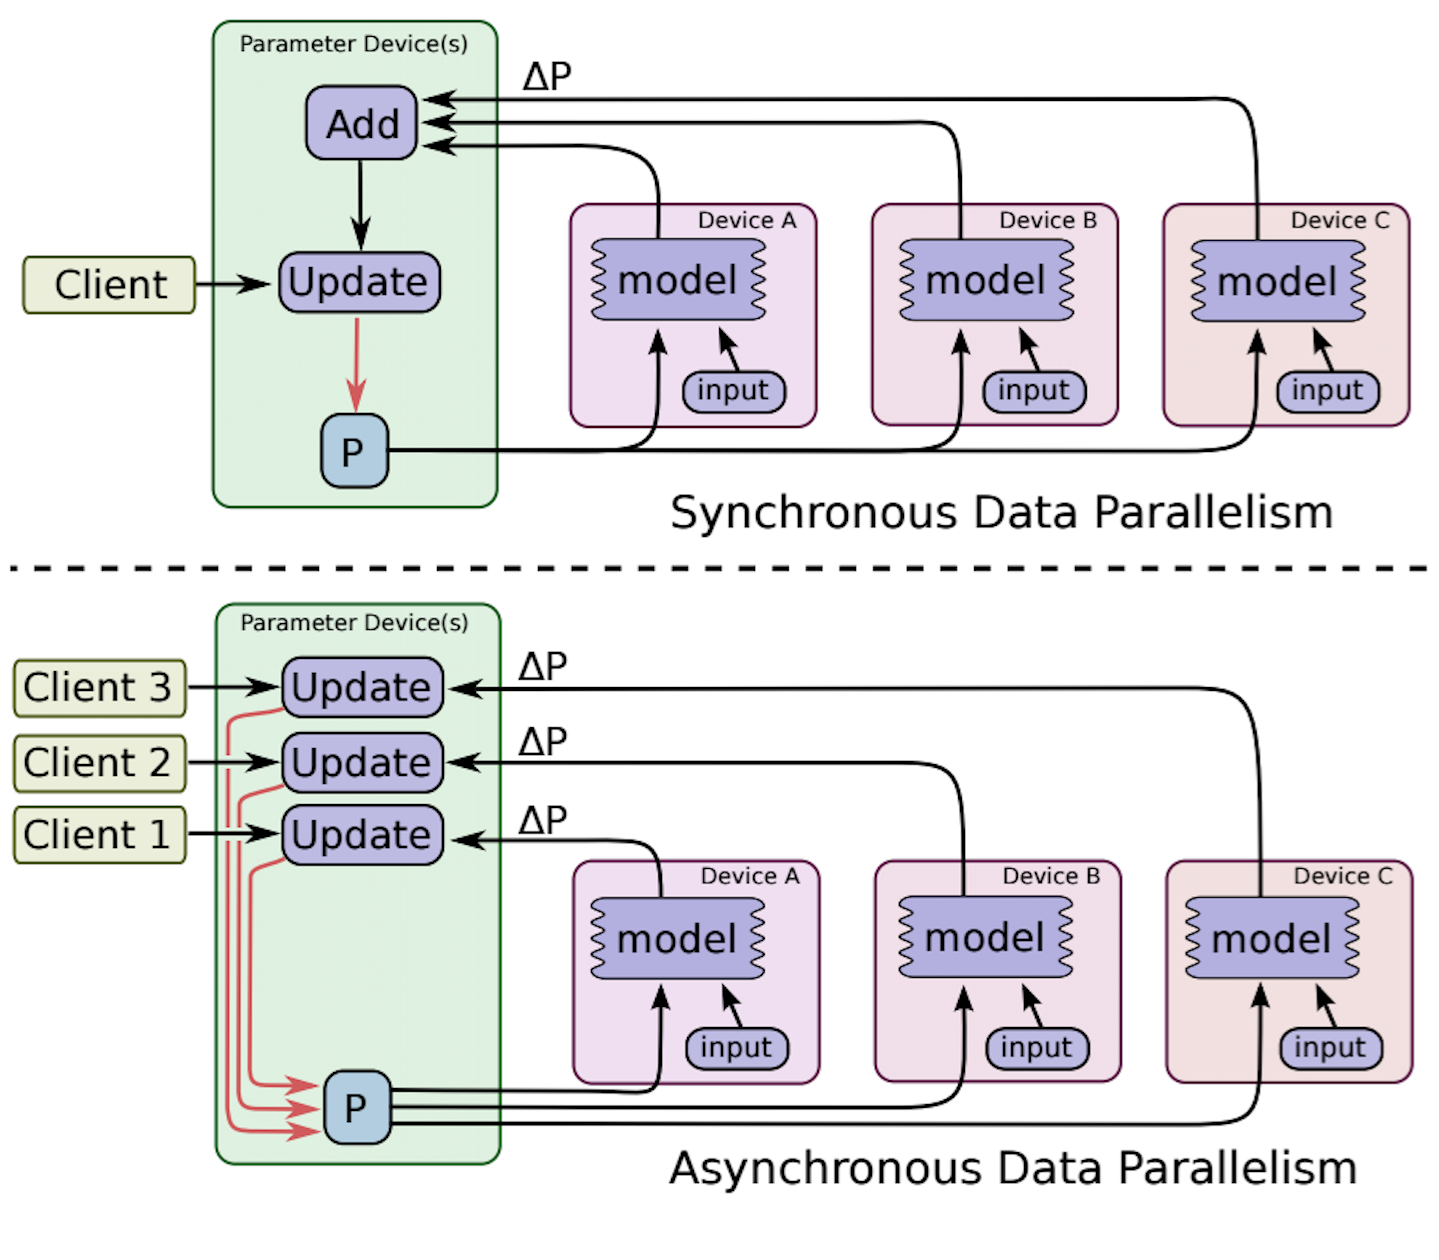 Parameter Device(s)
ΔP
Add
Device A
Device B
Device C
Client
Update
model
model
model
input
input
input
P
Synchronous Data Parallelism
Parameter Device(s)
Client 3
Update
ΔP
Client 2
Update
ΔP
Client 1
Update
ΔP
Device A
Device B
Device C
model
model
model
input
input
input
P
Asynchronous Data Parallelism